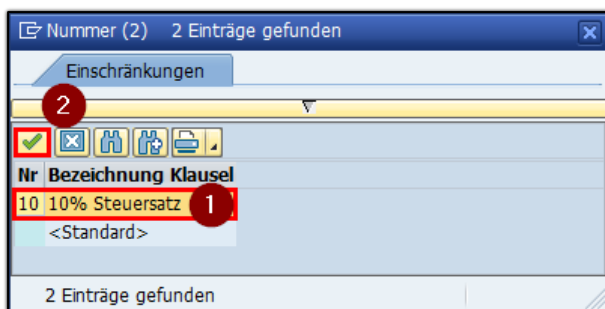 Nummer (2) 2 Einträge gefunden
Einschränkungen
2
Nr Bezeichnung Klausel
10 10% Steuersatz 1
<Standard>
2 Einträge gefunden